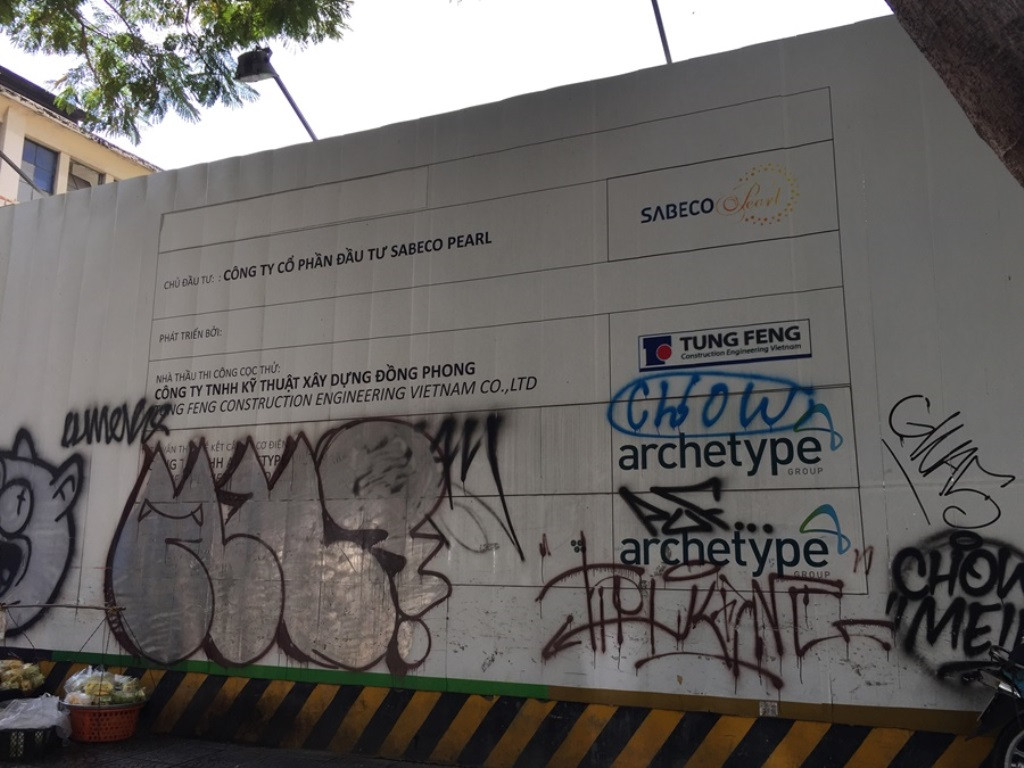 SABECO Pearl
CHỦ ĐẦU TƯ: : CÔNG TY CỔ PHẦN ĐẦU TƯ SABECO PEARL
PHÁT TRIỂN BỞI:
TUNG FENG
Construction Engineering Vietnam
NHÀ THẦU THI CÔNG CỌC THỬ:
CÔNG TY TNHH KỸ THUẬT XÂY DỰNG ĐỒNG PHONG
NG FENG CONSTRUCTION ENGINEERING VIETNAM CO.,LTD
CHOW
archetype
GROUP
archetype
GROUP
CHOW
MEI